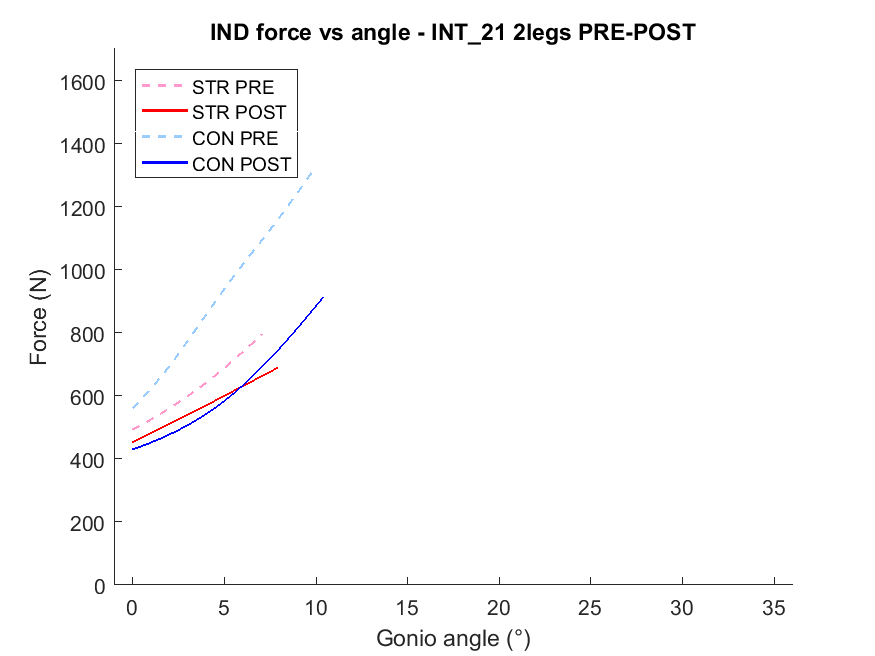 IND force vs angle - INT_21 2legs PRE-POST
STR PRE
STR POST
CON PRE
CON POST
1600
1400
1200
1000
800
600
400
200
0
Force (N)
0 5 10 15 20 25 30 35
Gonio angle (°)